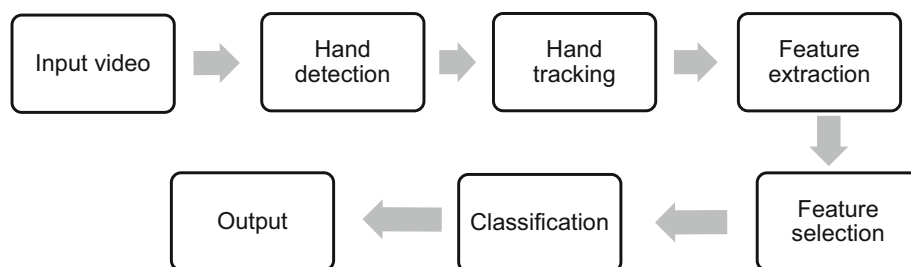 Input video
Hand
detection
Hand
tracking
Feature
extraction
Feature
selection
Classification
Output